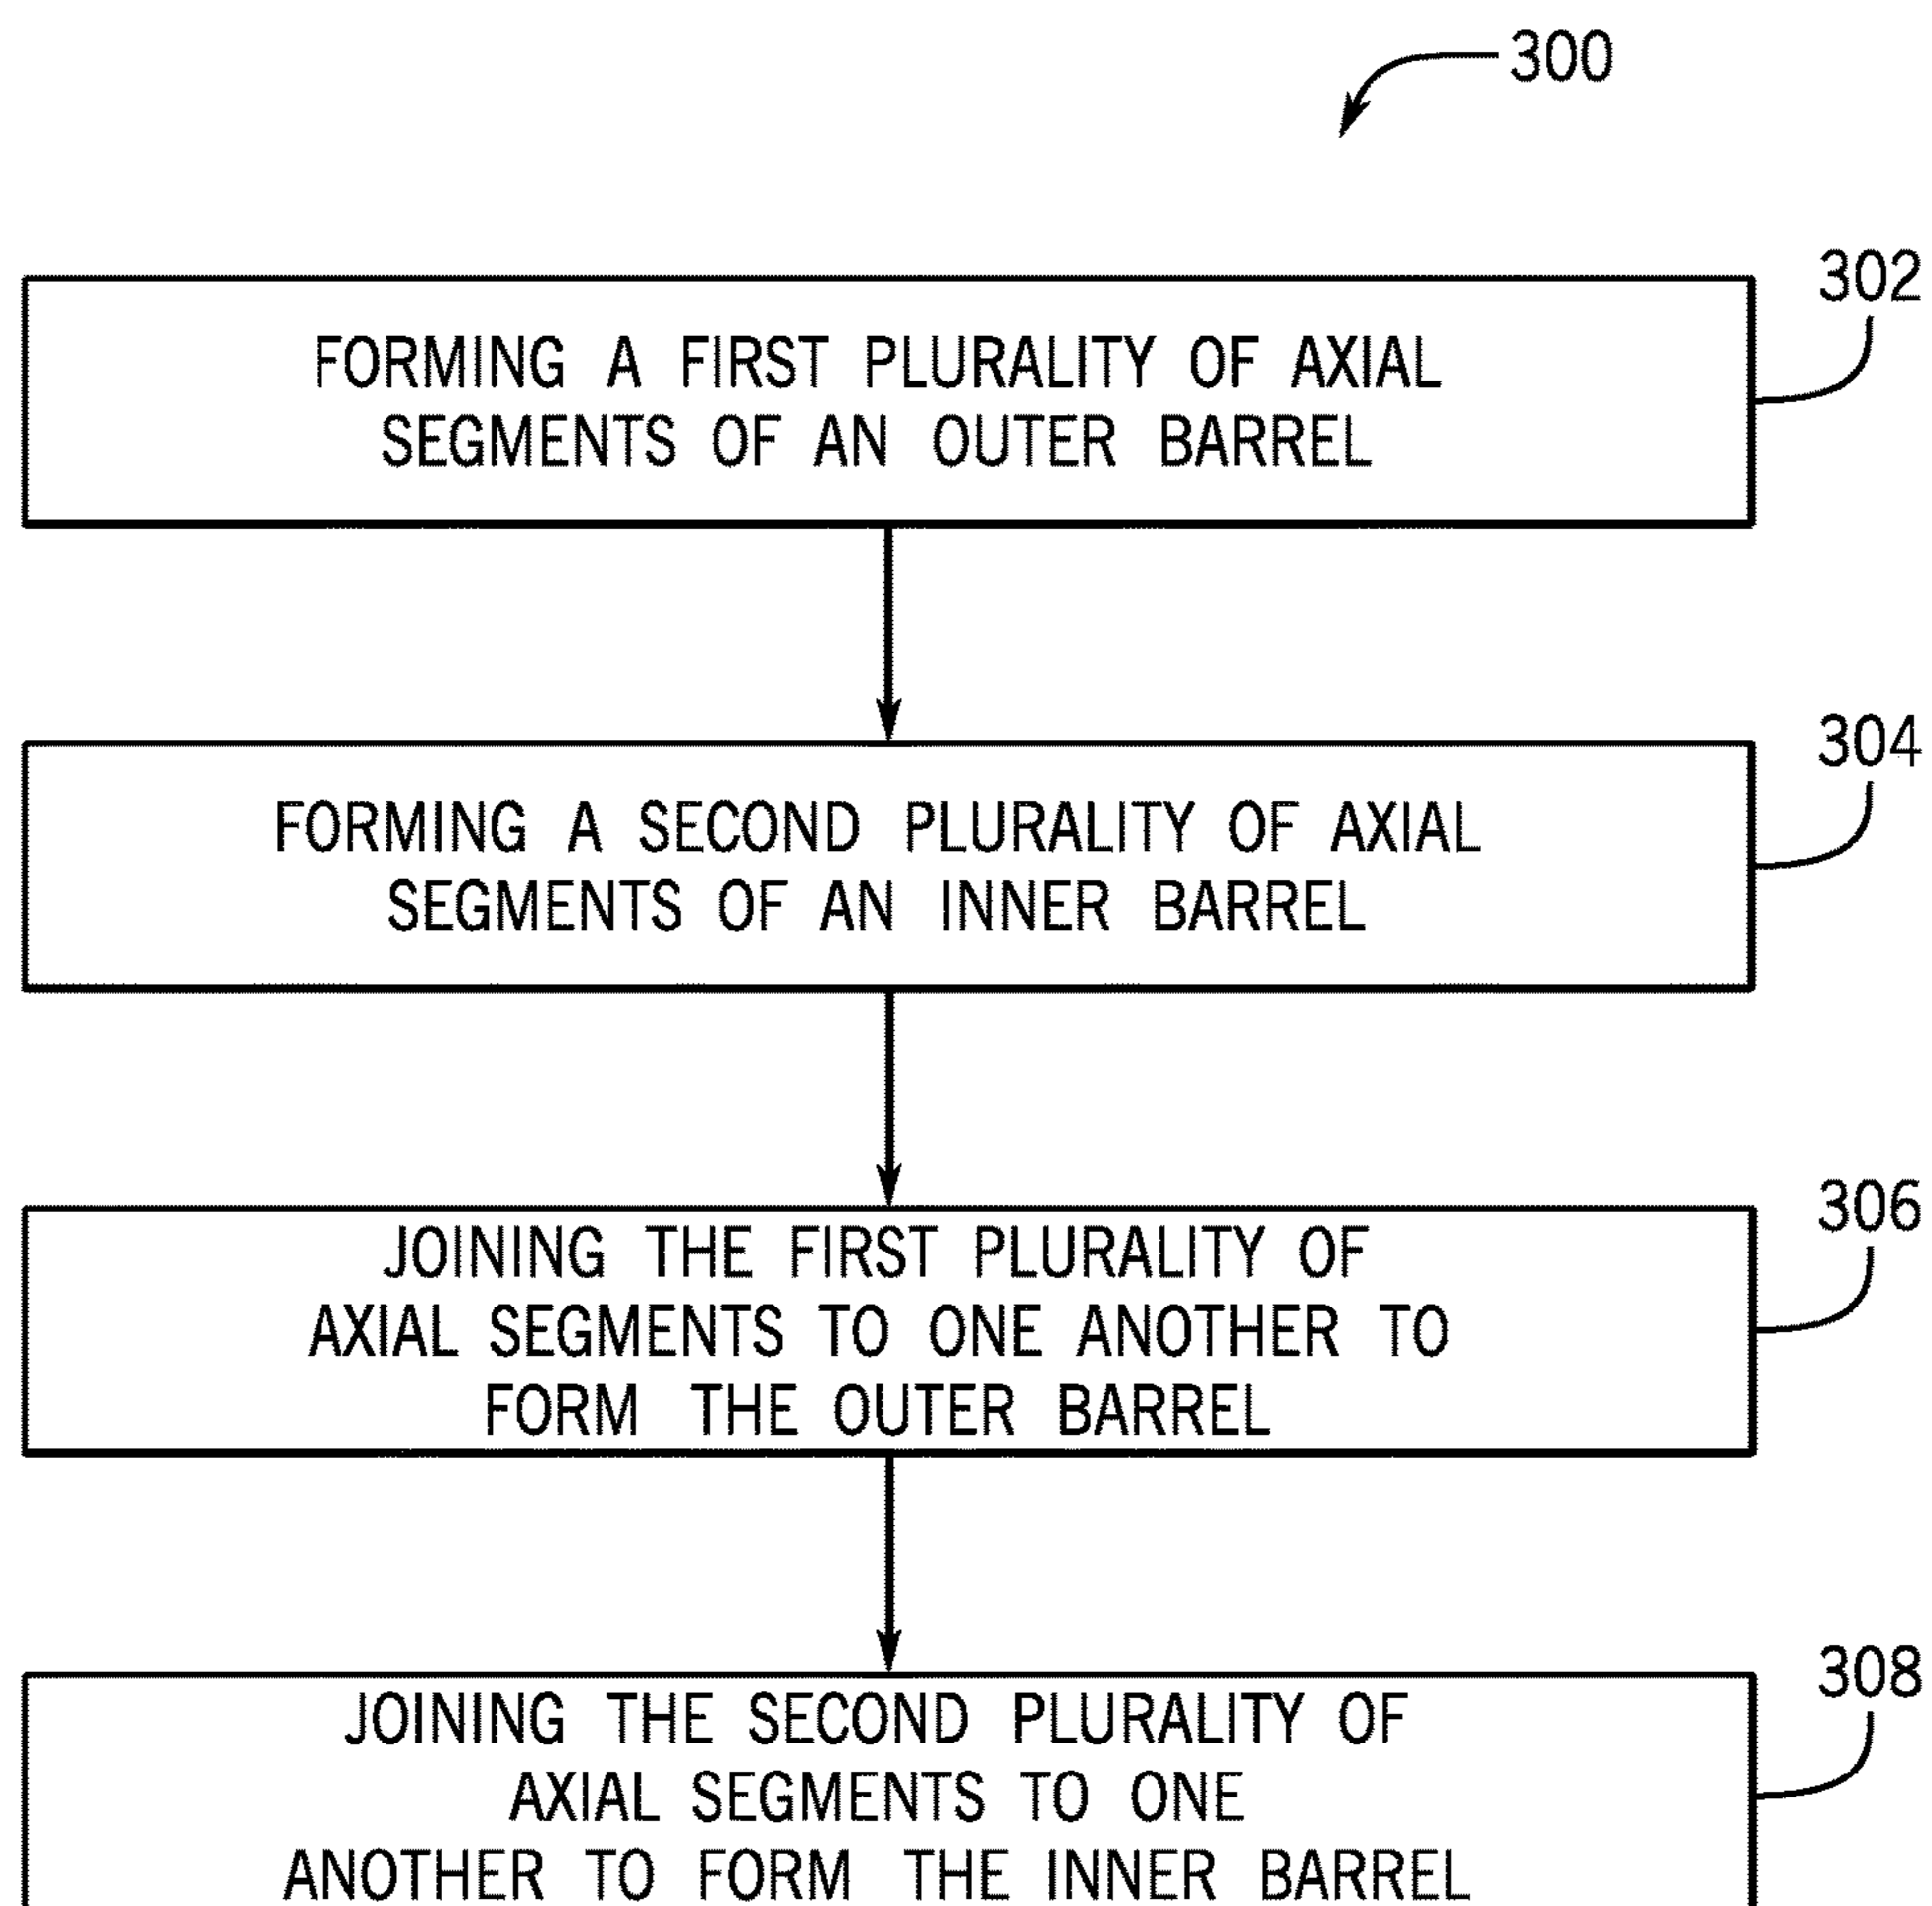 300
302
FORMING A FIRST PLURALITY OF AXIAL
SEGMENTS OF AN OUTER BARREL
304
FORMING A SECOND PLURALITY OF AXIAL
SEGMENTS OF AN INNER BARREL
306
JOINING THE FIRST PLURALITY OF
AXIAL SEGMENTS TO ONE ANOTHER TO
FORM THE OUTER BARREL
308
JOINING THE SECOND PLURALITY OF
AXIAL SEGMENTS TO ONE
ANOTHER TO FORM THE INNER BARREL